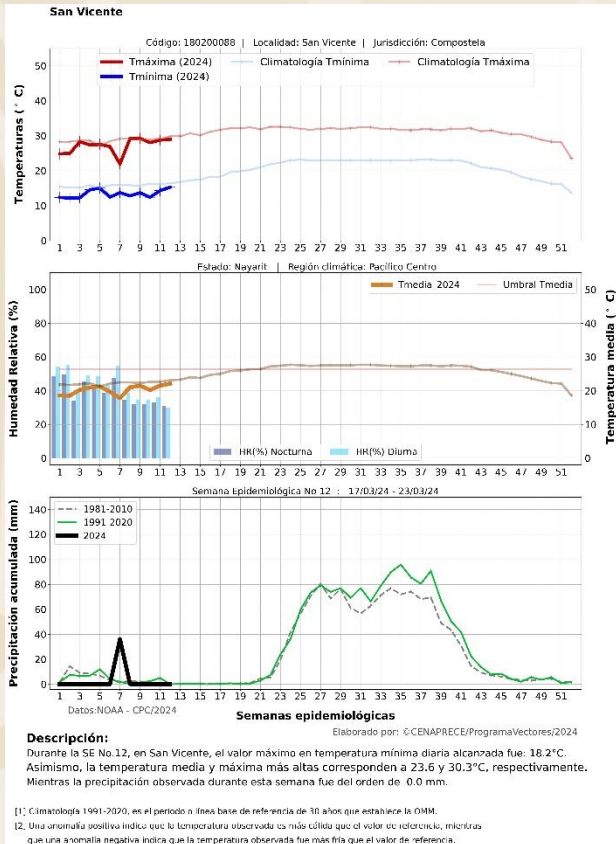 San Vicente
Código: 180200088 | Localidad: San Vicente | Jurisdicción: Compostela
Tmáxima (2024)
Climatología Tmínima
Climatología Tmáxima
Tmínima (2024)
Temperaturas (° C)
50
40
30
20
10
0
1 3 5 7 9 11 13 15 17 19 21 23 25 27 29 31 33 35 37 39 41 43 45 47 49 51
Estado: Nayarit | Región climática: Pacífico Centro
Tmedia 2024
Umbral Tmedia
Humedad Relativa (%)
100
80
60
40
20
0
Temperatura media (° C)
50
40
30
20
10
0
HR(%) Nocturna
HR(%) Diurna
1 3 5 7 9 11 13 15 17 19 21 23 25 27 29 31 33 35 37 39 41 43 45 47 49 51
Semana Epidemiológica No 12 : 17/03/24 - 23/03/24
1981-2010
1991 2020
2024
Precipitación acumulada (mm)
140
120
100
80
60
40
20
0
1 3 5 7 9 11 13 15 17 19 21 23 25 27 29 31 33 35 37 39 41 43 45 47 49 51
Datos:NOAA - CPC/2024
Semanas epidemiológicas
Elaborado por: ©CENAPRECE/ProgramaVectores/2024
Descripción:
Durante la SE No.12, en San Vicente, el valor máximo en temperatura mínima diaria alcanzada fue: 18.2°C.
Asimismo, la temperatura media y máxima más altas corresponden a 23.6 y 30.3°C, respectivamente.
Mientras la precipitación observada durante esta semana fue del orden de 0.0 mm.
[1] Climatología 1991-2020, es el periodo o línea base de referencia de 30 años que establece la OMM.
[2] Una anomalía positiva indica que la temperatura observada es más cálida que el valor de referencia, mientras
que una anomalía negativa indica que la temperatura observada fue más fría que el valor de referencia.